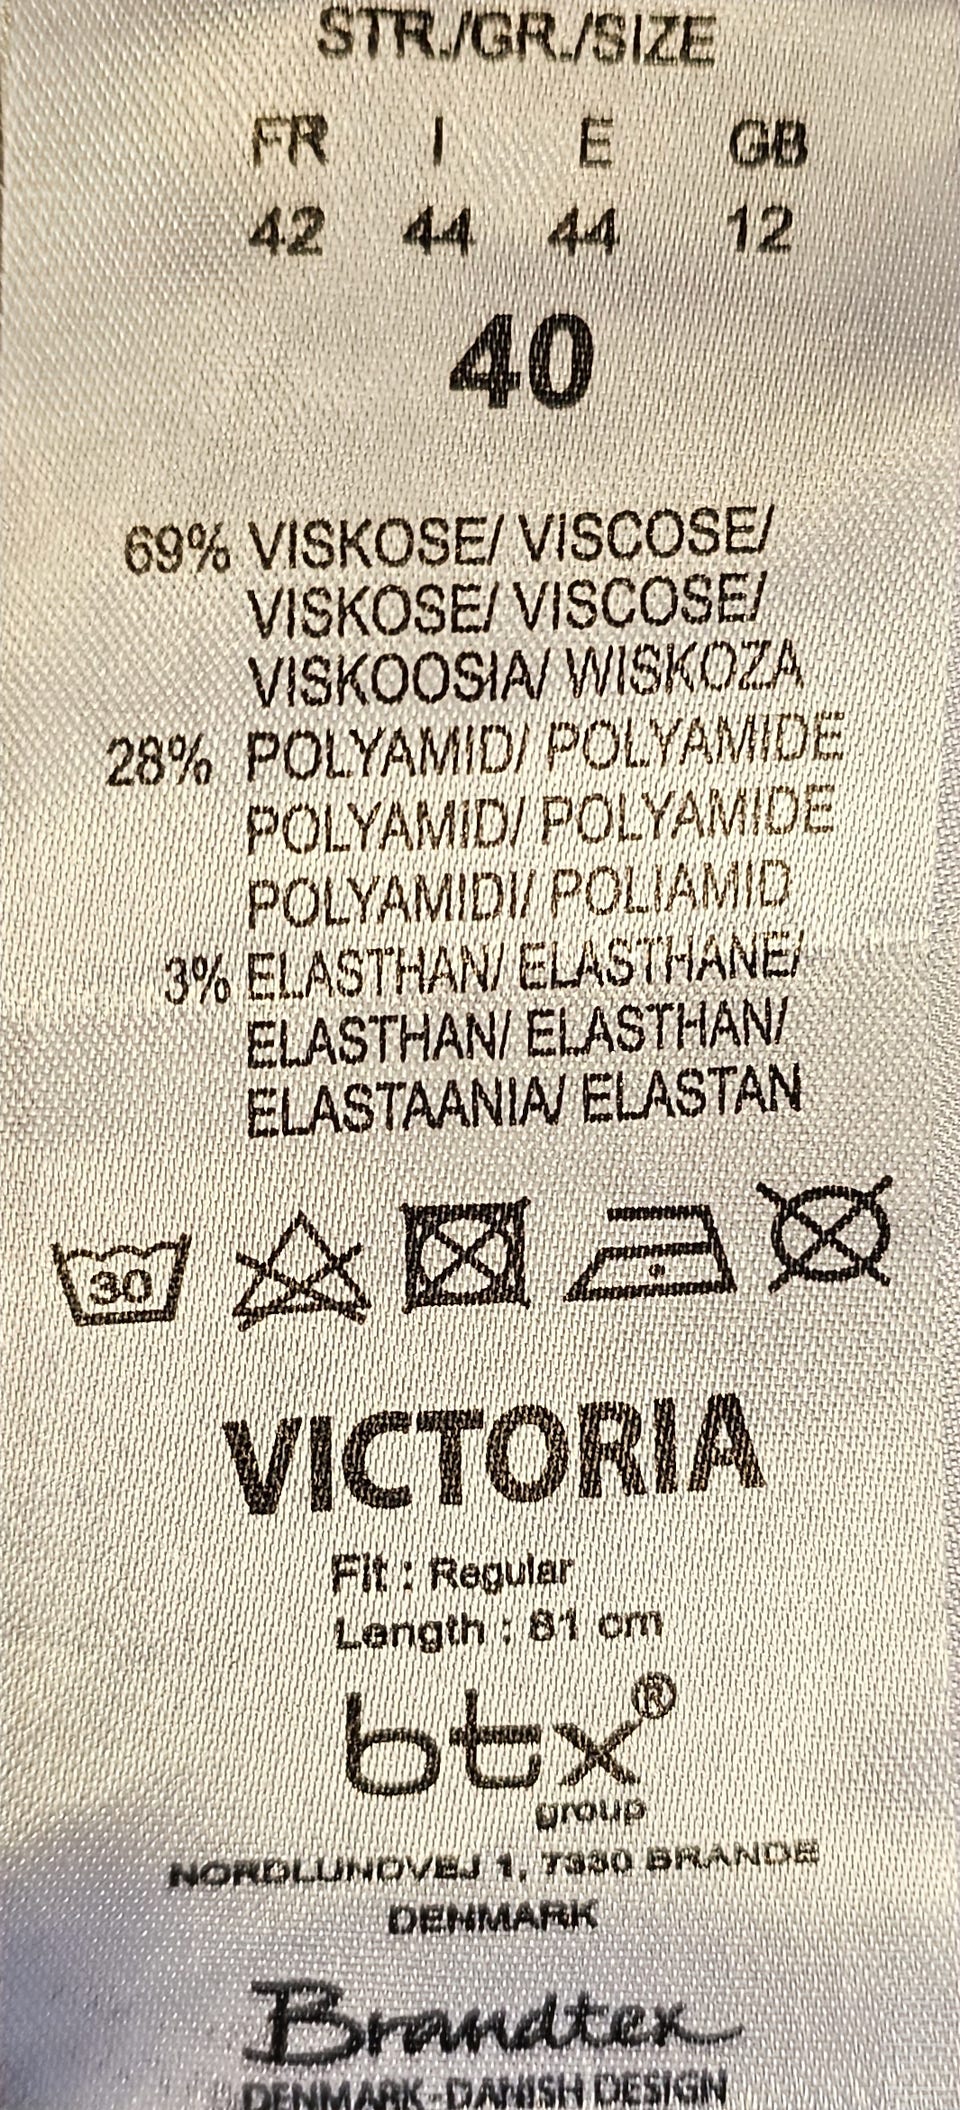 STR./GR./SIZE
FR I E GB
42 44 44 12
40
69% VISKOSE/ VISCOSE/
VISKOSE/ VISCOSE/
VISKOOSIA/ WISKOZA
28% POLYAMID/ POLYAMIDE
POLYAMID/ POLYAMIDE
POLYAMIDI/ POLIAMID
3% ELASTHAN/ ELASTHANE/
ELASTHAN/ ELASTHAN/
ELASTAANIA/ ELASTAN
30
VICTORIA
Fit : Regular
Length : 81 cm
btx®
group
NORDLUNDVEJ 1, 7330 BRANDE
DENMARK
Brandtex
DENMARK - DANISH DESIGN